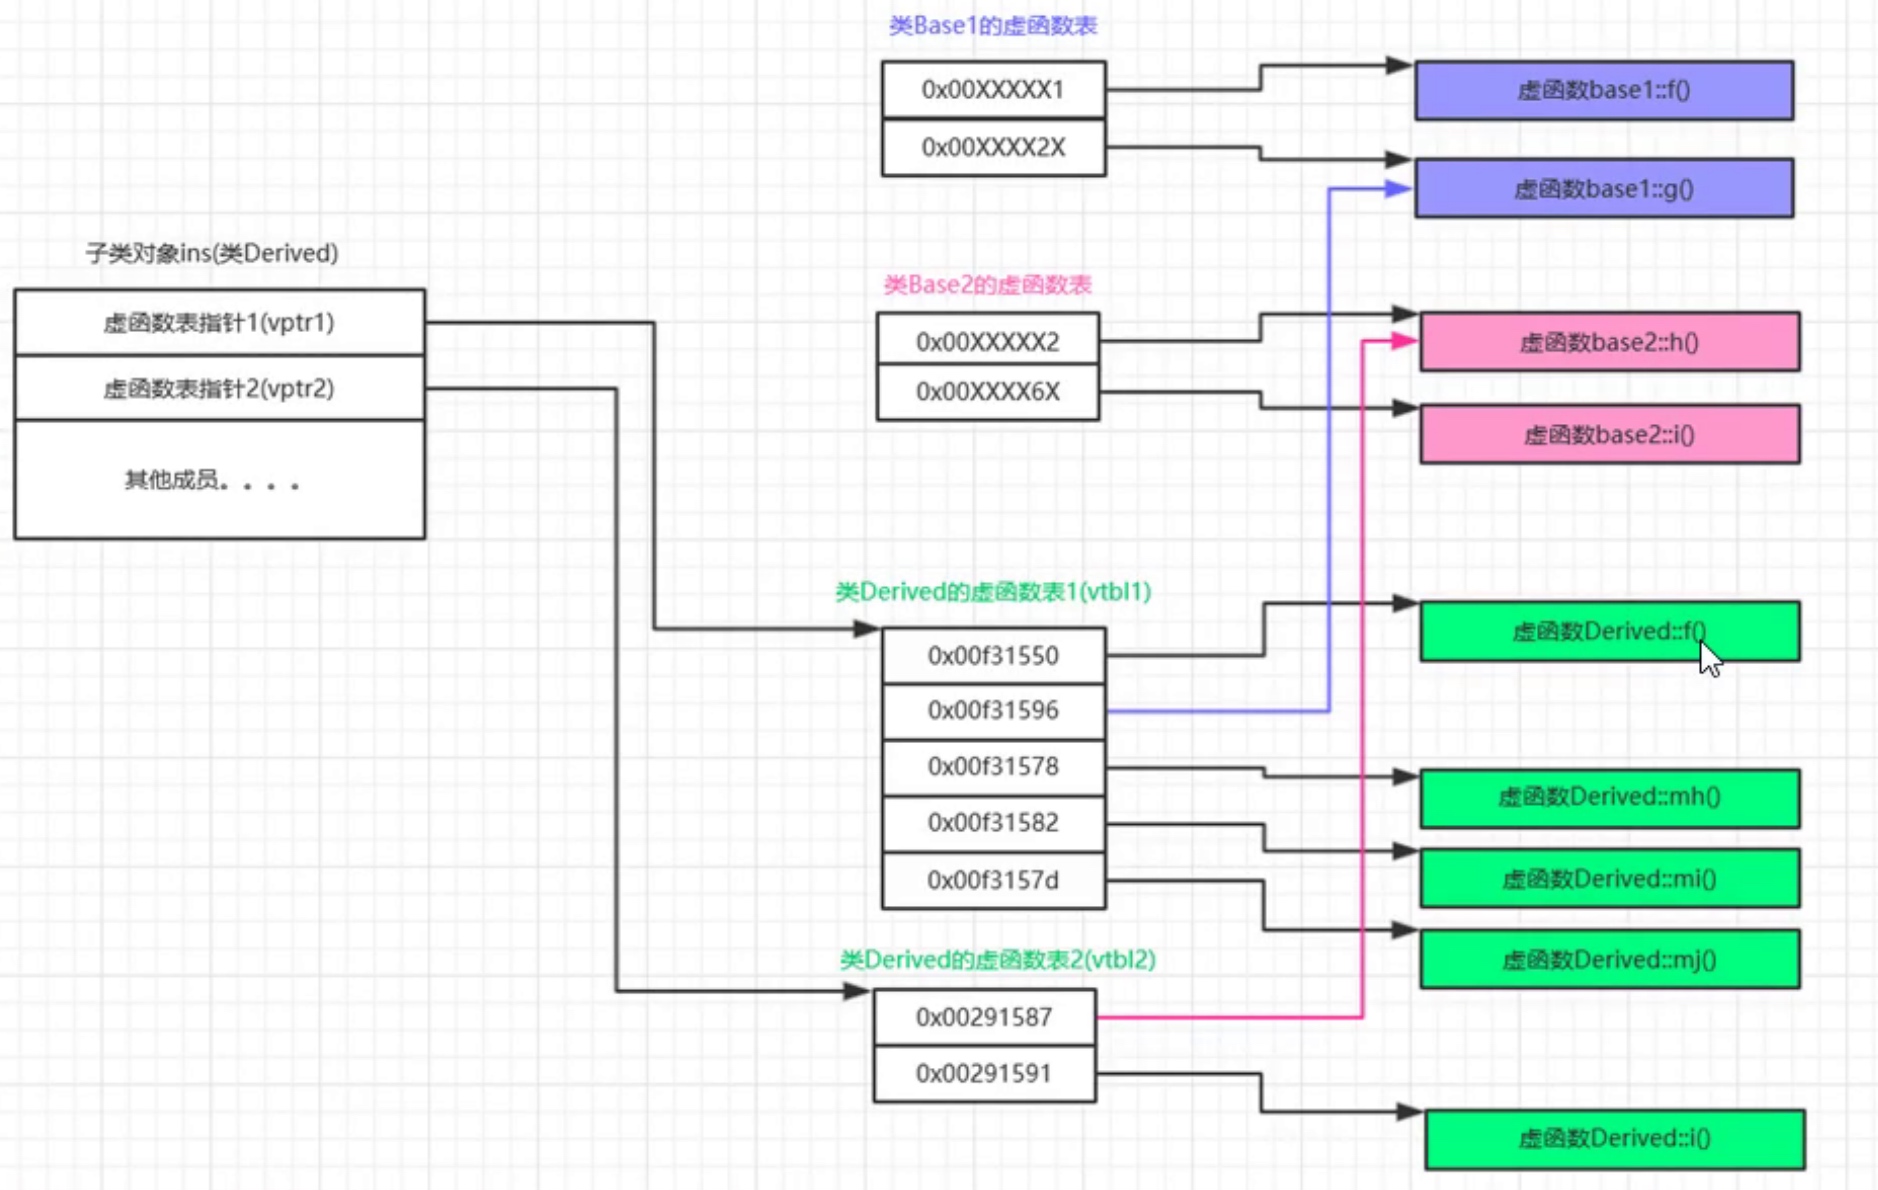 类Base1的虚函数表
0x00XXXXX1
虚函数base1::f()
0x00XXXX2X
虚函数base1::g()
子类对象ins(类Derived)
虚函数表指针1(vptr1)
虚函数表指针2(vptr2)
其他成员。。。。
类Base2的虚函数表
0x00XXXXX2
虚函数base2::h()
0x00XXXX6X
虚函数base2::i()
类Derived的虚函数表1(vtbl1)
0x00f31550
虚函数Derived::f()
0x00f31596
0x00f31578
虚函数Derived::mh()
0x00f31582
虚函数Derived::mi()
0x00f3157d
虚函数Derived::mj()
类Derived的虚函数表2(vtbl2)
0x00291587
0x00291591
虚函数Derived::i()